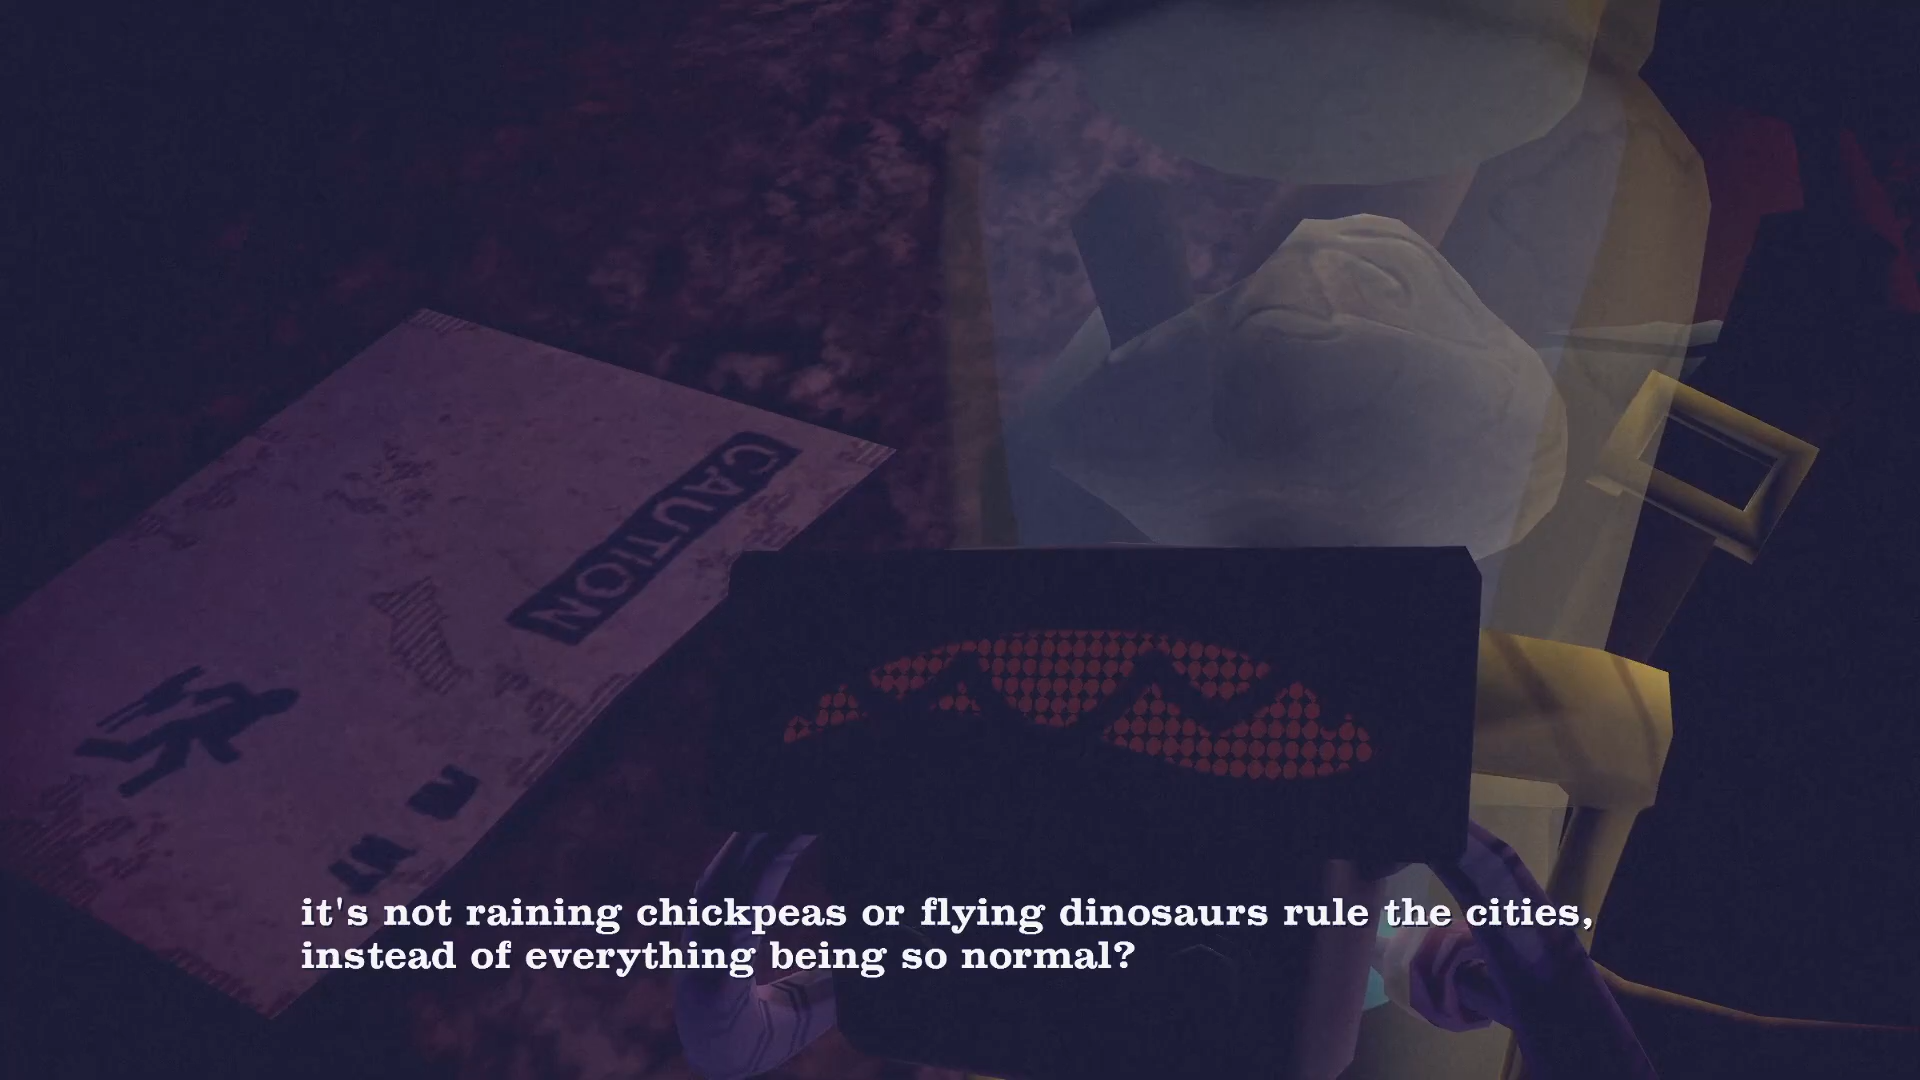 CAUTION
it's not raining chickpeas or flying dinosaurs rule the cities,
instead of everything being so normal?